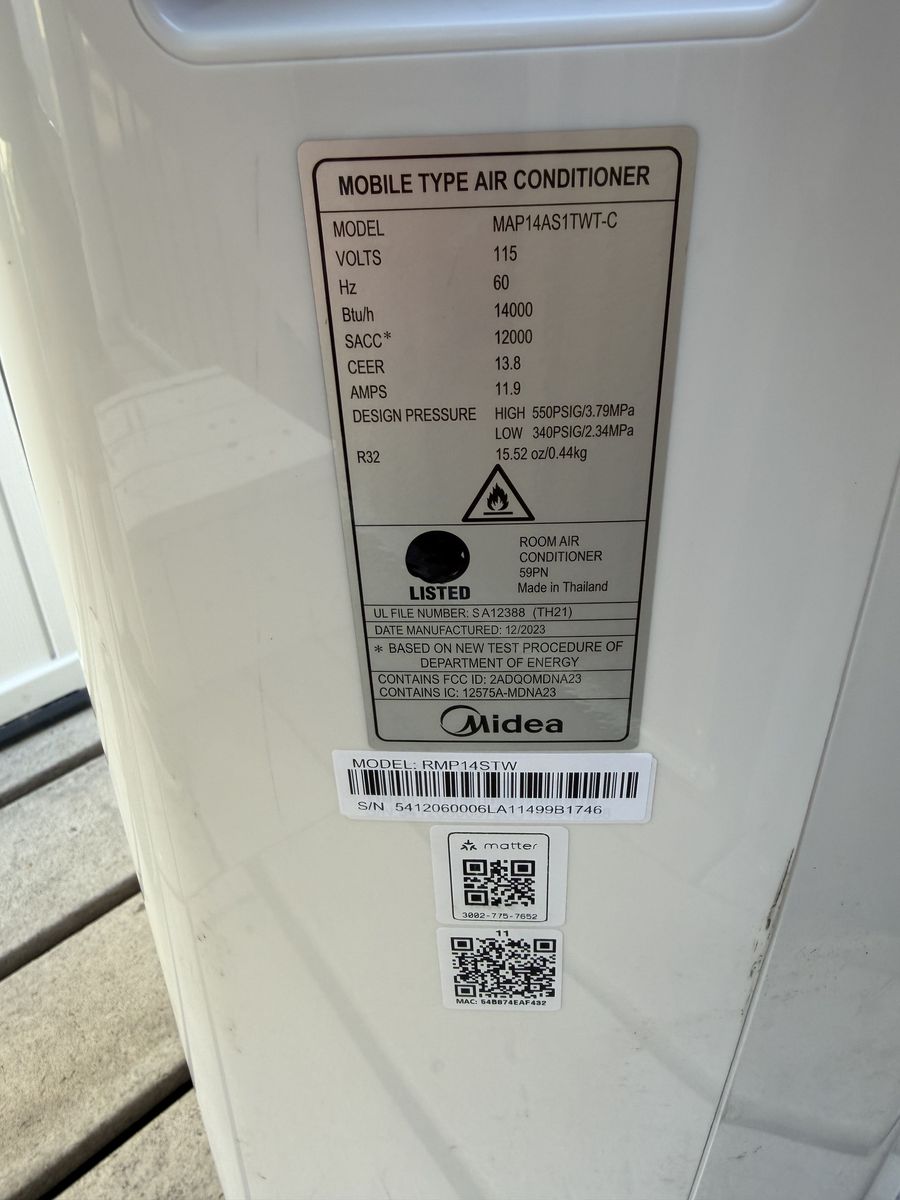 MOBILE TYPE AIR CONDITIONER
MODEL MAP14AS1TWT-C
VOLTS 115
Hz 60
Btu/h 14000
SACC* 12000
CEER 13.8
AMPS 11.9
DESIGN PRESSURE HIGH 550PSIG/3.79MPa
LOW 340PSIG/2.34MPa
R32 15.52 oz/0.44kg
LISTED
ROOM AIR
CONDITIONER
59PN
Made in Thailand
UL FILE NUMBER: SA12388 (TH21)
DATE MANUFACTURED: 12/2023
* BASED ON NEW TEST PROCEDURE OF
DEPARTMENT OF ENERGY
CONTAINS FCC ID: 2ADQOMDNA23
CONTAINS IC: 12575A-MDNA23
Midea
MODEL: RMP14STW
S/N 5412060006LA11499B1746
matter
3002-775-7652
11
MAC: 54B874EAF432